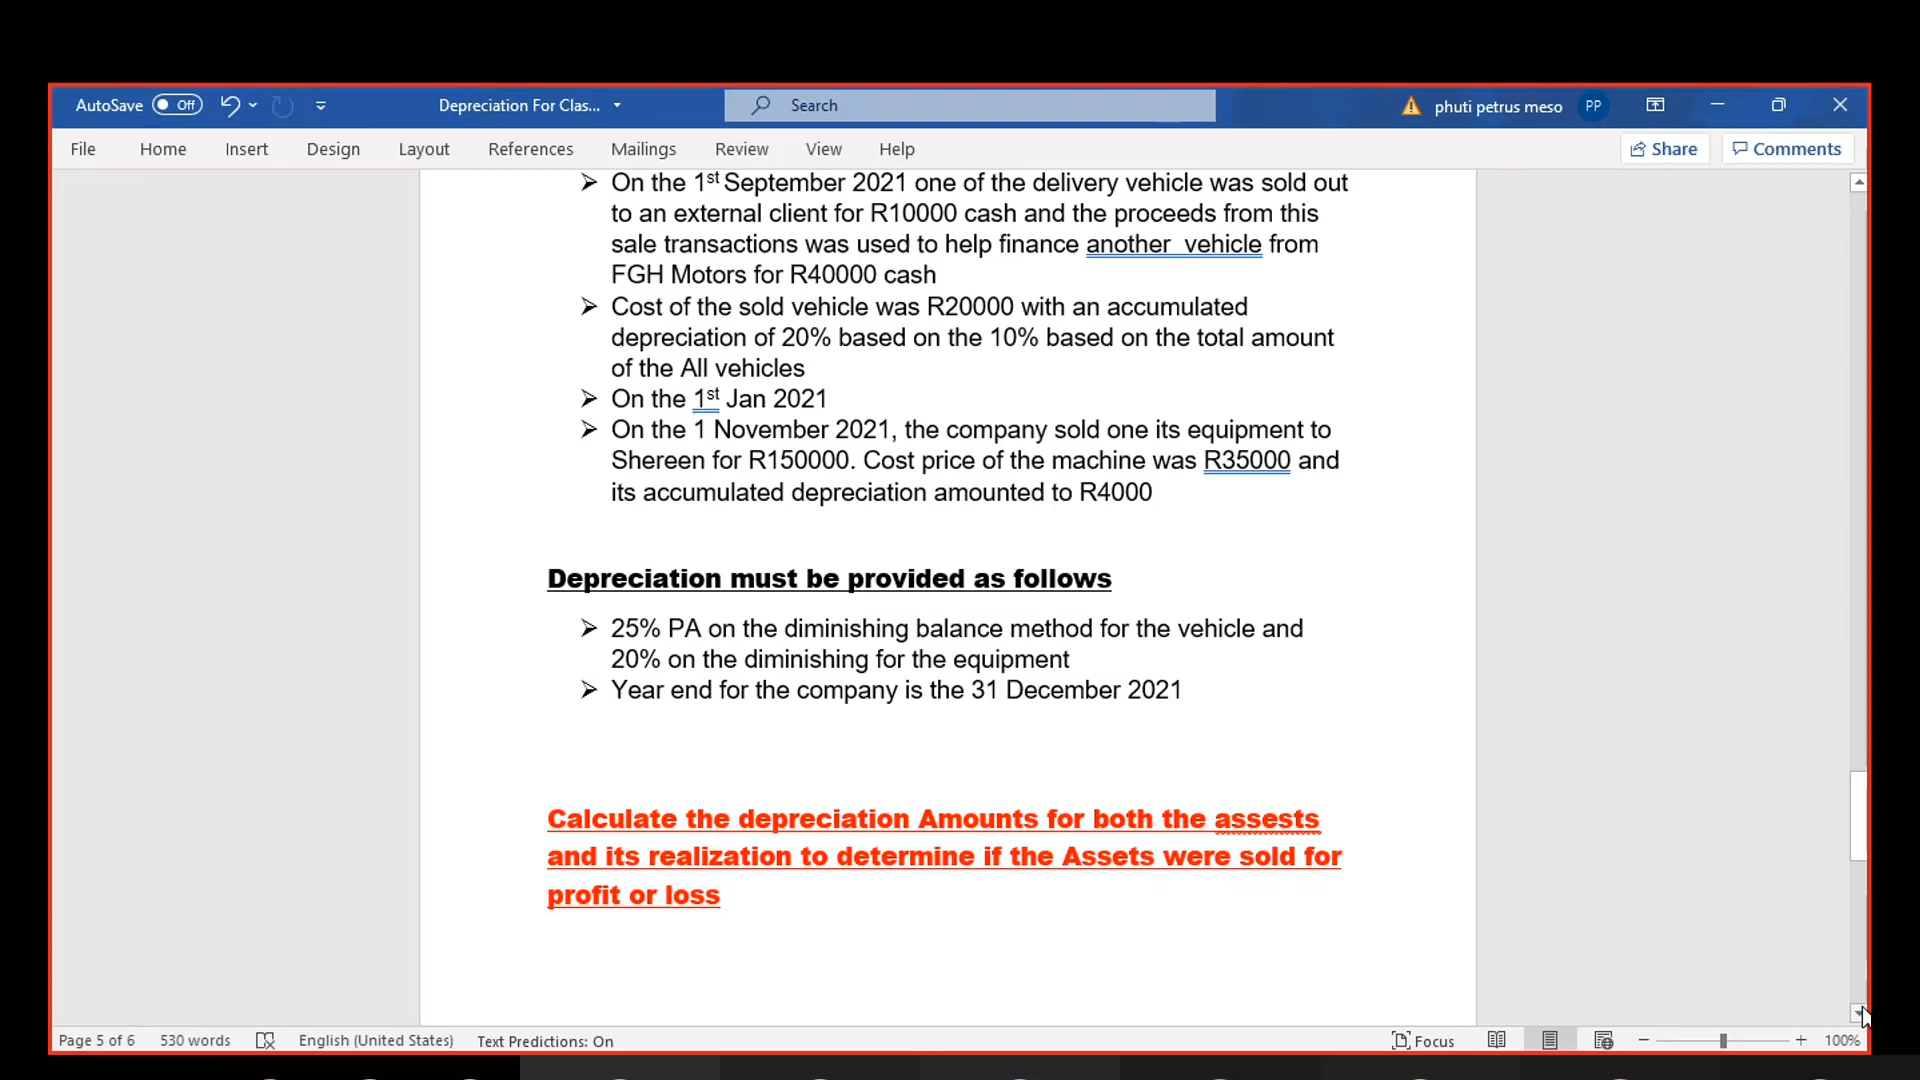 AutoSave Off Depreciation For Clas... Search phuti petrus meso PP
File Home Insert Design Layout References Mailings Review View Help Share Comments
➢ On the 1st September 2021 one of the delivery vehicle was sold out
to an external client for R10000 cash and the proceeds from this
sale transactions was used to help finance another  vehicle from
FGH Motors for R40000 cash
➢ Cost of the sold vehicle was R20000 with an accumulated
depreciation of 20% based on the 10% based on the total amount
of the All vehicles
➢ On the 1st Jan 2021
➢ On the 1 November 2021, the company sold one its equipment to
Shereen for R150000. Cost price of the machine was R35000 and
its accumulated depreciation amounted to R4000
Depreciation must be provided as follows
➢ 25% PA on the diminishing balance method for the vehicle and
20% on the diminishing for the equipment
➢ Year end for the company is the 31 December 2021
Calculate the depreciation Amounts for both the assests
and its realization to determine if the Assets were sold for
profit or loss
Page 5 of 6 530 words English (United States) Text Predictions: On Focus 100%